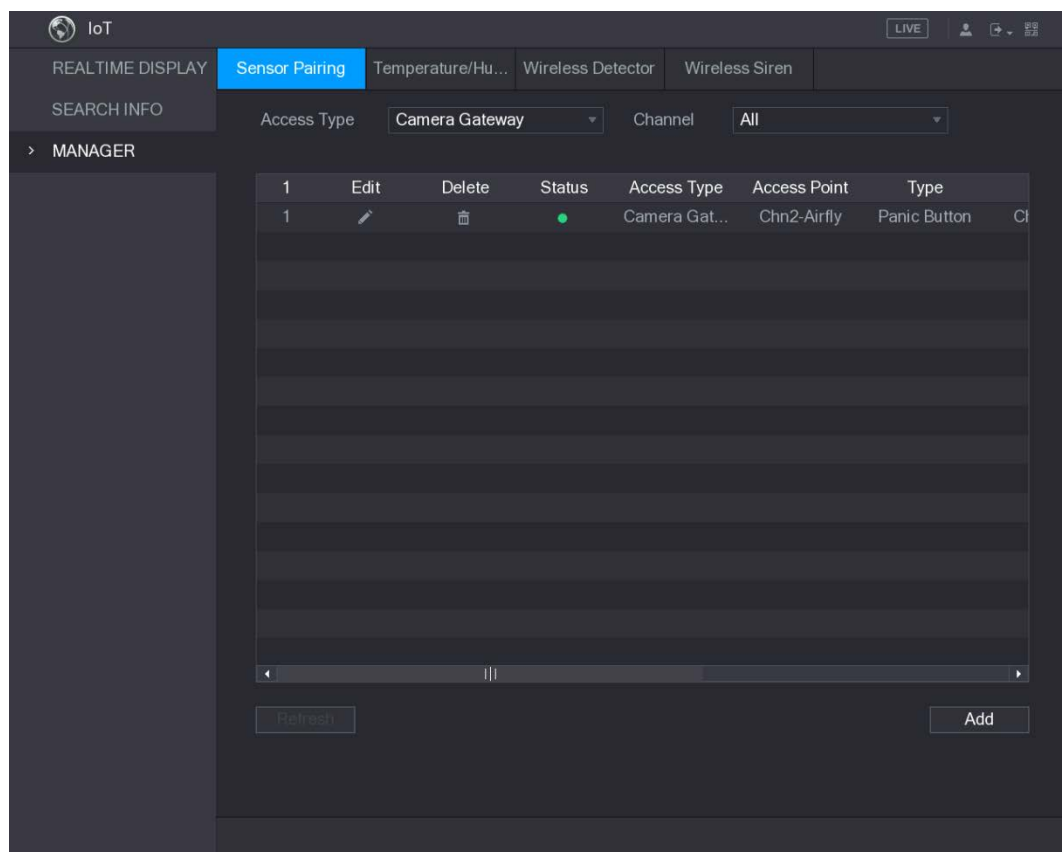 IoT LIVE
REALTIME DISPLAY
SEARCH INFO
MANAGER
Sensor Pairing Temperature/Hu... Wireless Detector Wireless Siren
Access Type Camera Gateway Channel All
1 Edit Delete Status Access Type Access Point Type
1 Camera Gat... Chn2-Airfly Panic Button Ch
Refresh Add